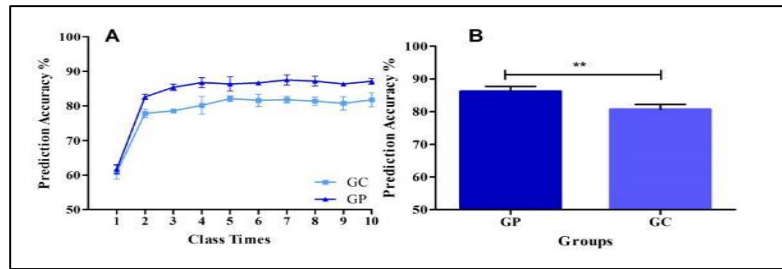 A
Prediction Accuracy %
100
90
80
70
60
50
GC
GP
1 2 3 4 5 6 7 8 9 10
Class Times
B
Prediction Accuracy %
100
90
80
70
60
50
**
GP GC
Groups